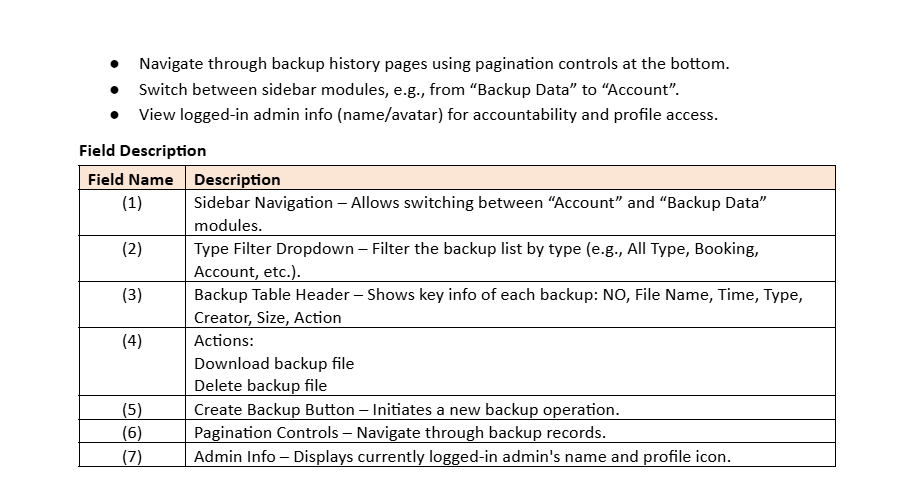 ● Navigate through backup history pages using pagination controls at the bottom.
● Switch between sidebar modules, e.g., from “Backup Data” to “Account”.
● View logged-in admin info (name/avatar) for accountability and profile access.
Field Description
Field Name Description
(1) Sidebar Navigation – Allows switching between “Account” and “Backup Data”
modules.
(2) Type Filter Dropdown – Filter the backup list by type (e.g., All Type, Booking,
Account, etc.).
(3) Backup Table Header – Shows key info of each backup: NO, File Name, Time, Type,
Creator, Size, Action
(4) Actions:
Download backup file
Delete backup file
(5) Create Backup Button – Initiates a new backup operation.
(6) Pagination Controls – Navigate through backup records.
(7) Admin Info – Displays currently logged-in admin's name and profile icon.